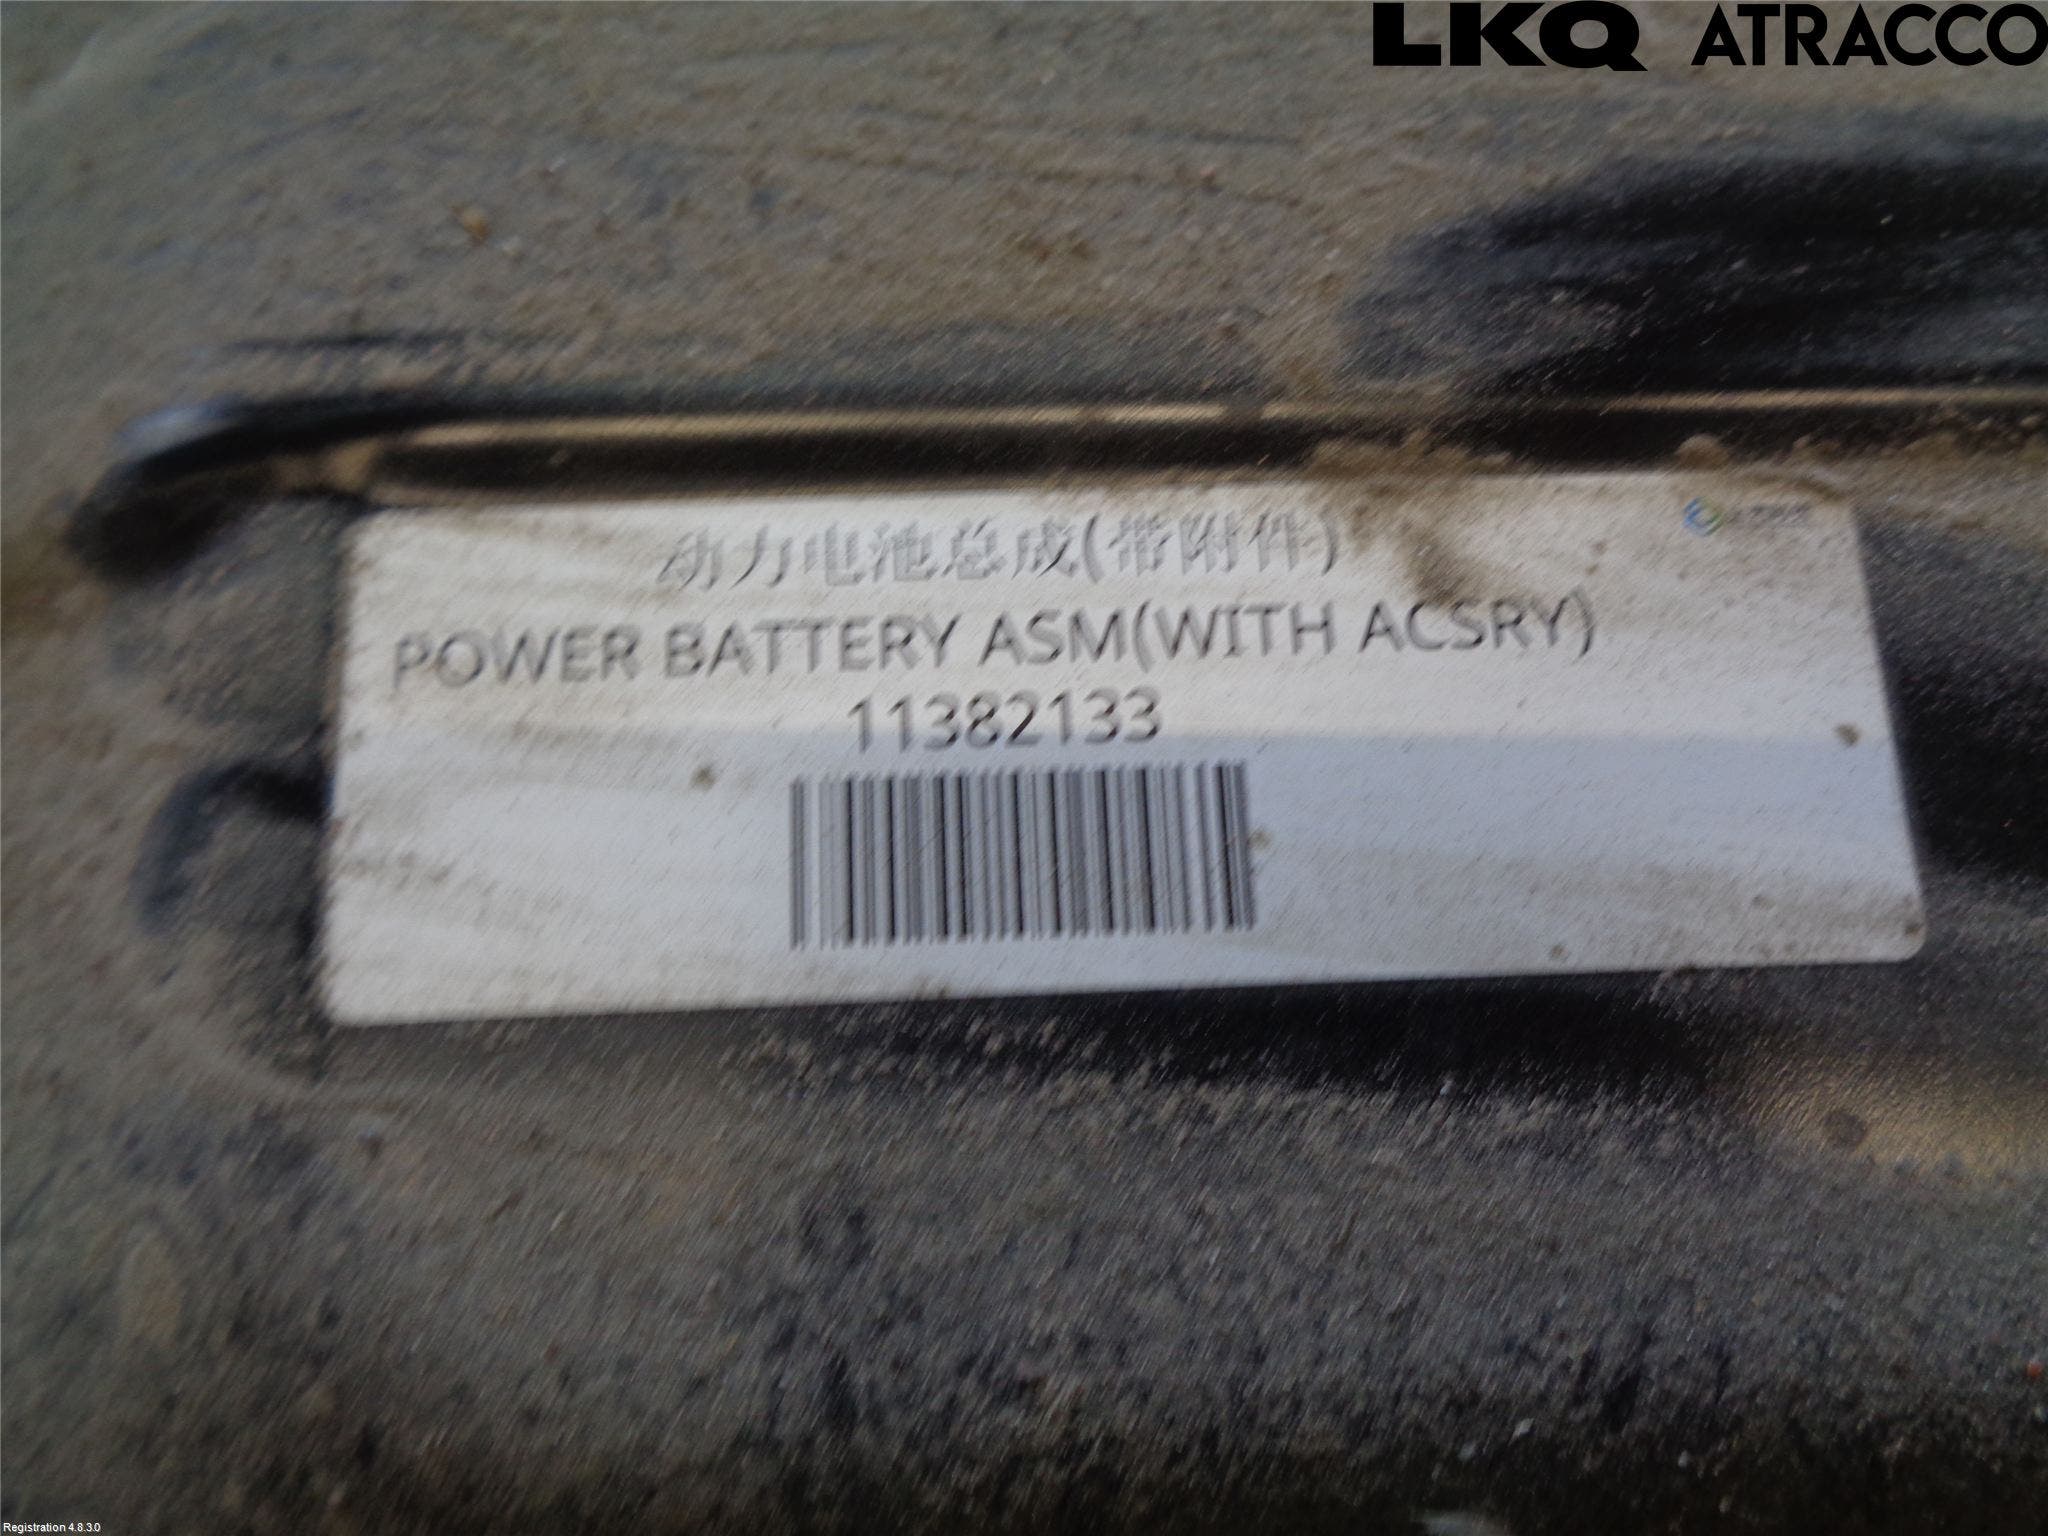 LKQ ATRACCO
动力电池总成(带附件)
POWER BATTERY ASM(WITH ACSRY)
11382133
Registration 4.8.3.0